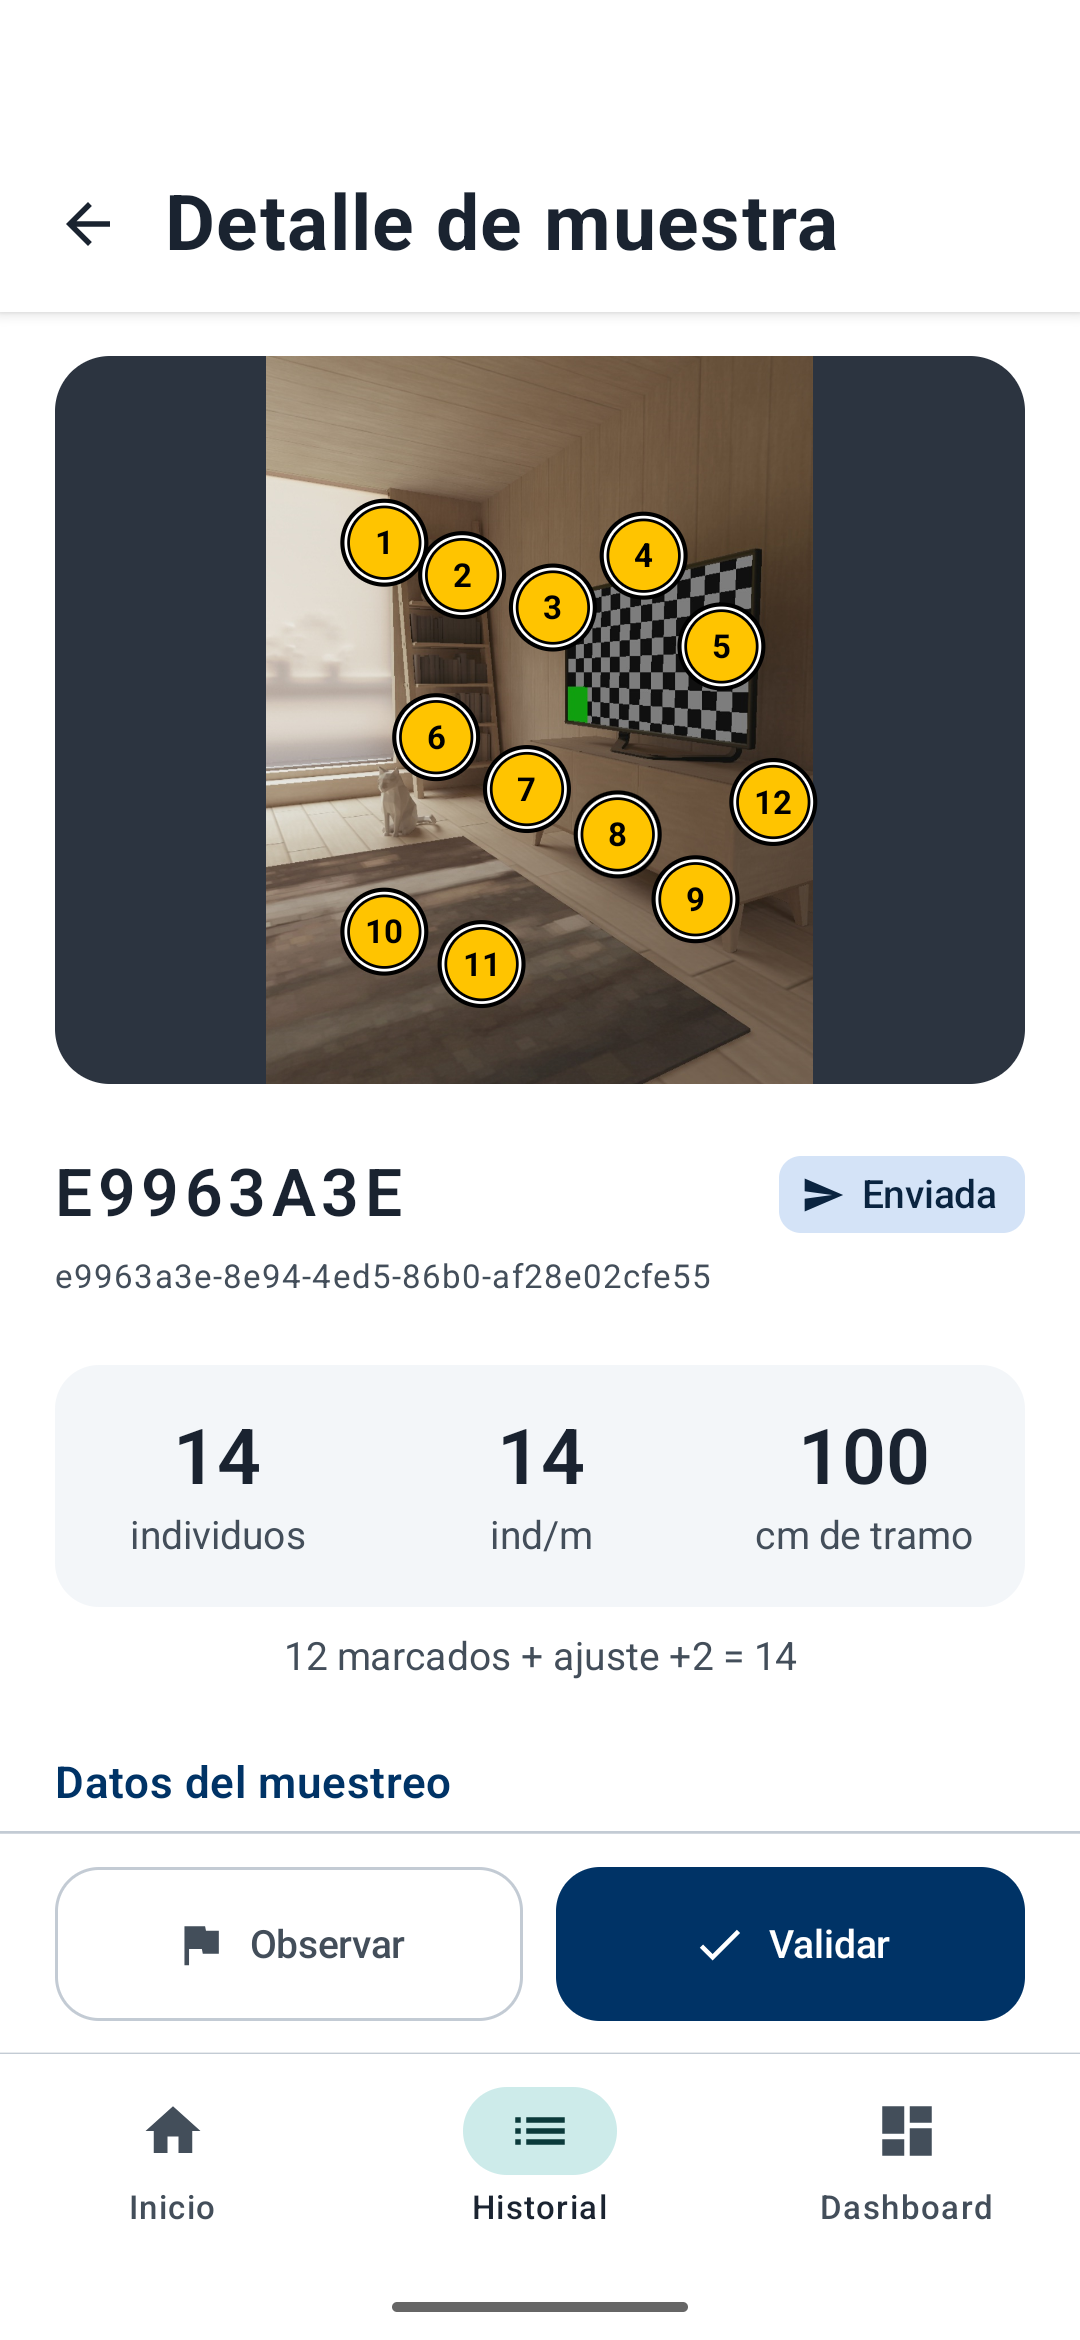 Detalle de muestra
1
2
3
4
5
6
7
8
9
10
11
12
E9963A3E
Enviada
e9963a3e-8e94-4ed5-86b0-af28e02cfe55
14
14
100
individuos
ind/m
cm de tramo
12 marcados + ajuste +2 = 14
Datos del muestreo
Observar
Validar
Inicio
Historial
Dashboard